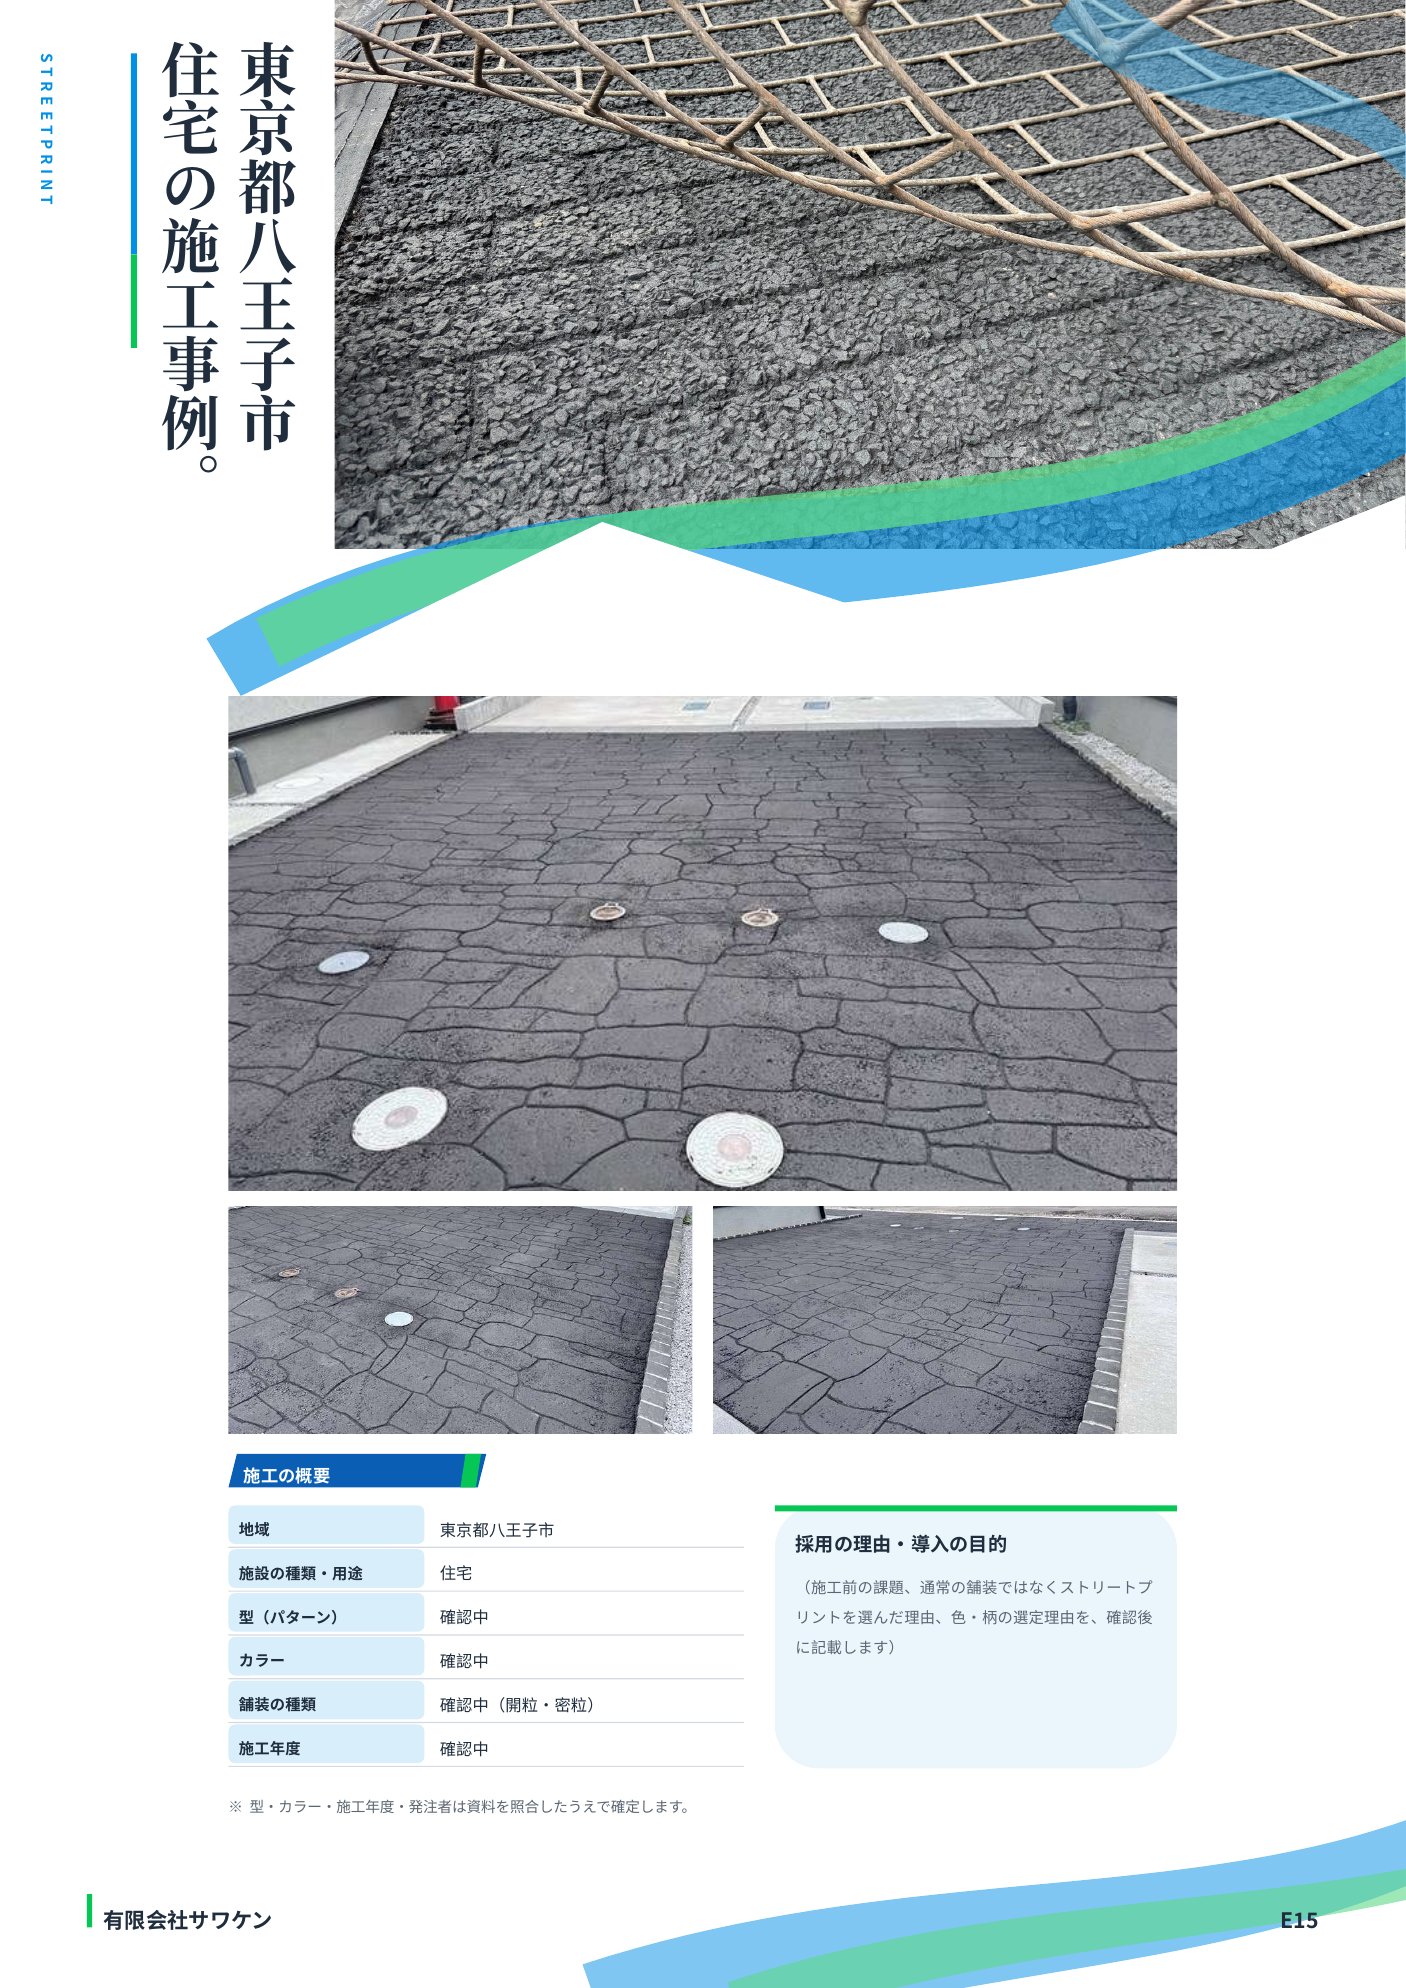 STREETPRINT
東京都八王子市
住宅の施工事例。
施工の概要
地域 東京都八王子市
施設の種類・用途 住宅
型（パターン） 確認中
カラー 確認中
舗装の種類 確認中（開粒・密粒）
施工年度 確認中
採用の理由・導入の目的
（施工前の課題、通常の舗装ではなくストリートプ
リントを選んだ理由、色・柄の選定理由を、確認後
に記載します）
※ 型・カラー・施工年度・発注者は資料を照合したうえで確定します。
有限会社サワケン
E15